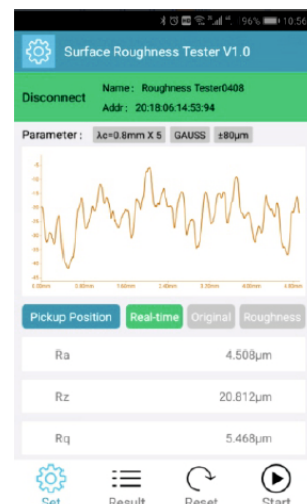 96% 10:56
Surface Roughness Tester V1.0
Disconnect
Name: Roughness Tester0408
Addr: 20:18:06:14:53:94
Parameter: λc=0.8mm X 5 GAUSS ±80μm
Pickup Position Real-time Original Roughness
Ra 4.508μm
Rz 20.812μm
Rq 5.468μm
Set Result Reset Start